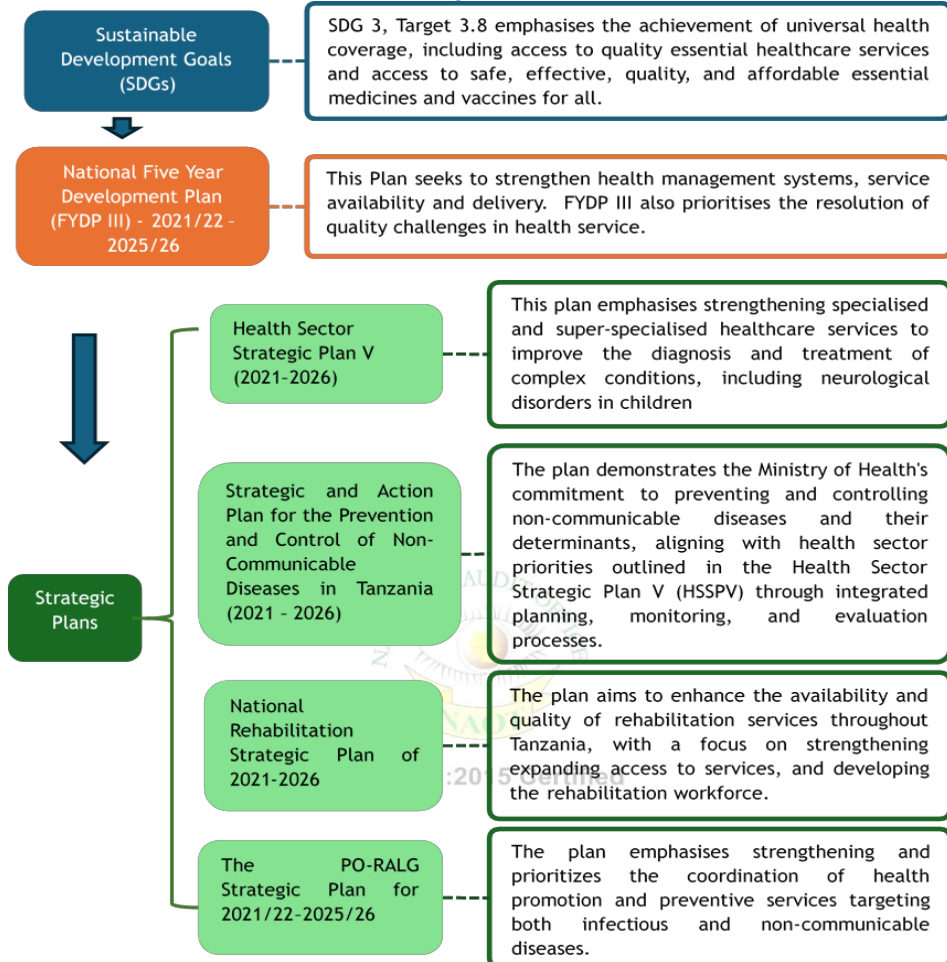 Sustainable
Development Goals
(SDGs)
SDG 3, Target 3.8 emphasises the achievement of universal health
coverage, including access to quality essential healthcare services
and access to safe, effective, quality, and affordable essential
medicines and vaccines for all.
National Five Year
Development Plan
(FYDP III) - 2021/22 –
2025/26
This Plan seeks to strengthen health management systems, service
availability and delivery. FYDP III also prioritises the resolution of
quality challenges in health service.
Strategic
Plans
Health Sector
Strategic Plan V
(2021–2026)
This plan emphasises strengthening specialised
and super-specialised healthcare services to
improve the diagnosis and treatment of
complex conditions, including neurological
disorders in children
Strategic and Action
Plan for the Prevention
and Control of Non-
Communicable
Diseases in Tanzania
(2021 – 2026)
The plan demonstrates the Ministry of Health's
commitment to preventing and controlling
non-communicable diseases and their
determinants, aligning with health sector
priorities outlined in the Health Sector
Strategic Plan V (HSSPV) through integrated
planning, monitoring, and evaluation
processes.
National
Rehabilitation
Strategic Plan of
2021-2026
The plan aims to enhance the availability and
quality of rehabilitation services throughout
Tanzania, with a focus on strengthening
expanding access to services, and developing
the rehabilitation workforce.
The PO-RALG
Strategic Plan for
2021/22–2025/26
The plan emphasises strengthening and
prioritizes the coordination of health
promotion and preventive services targeting
both infectious and non-communicable
diseases.
AUDIT OFFICE
NAOT
:2015 Certified